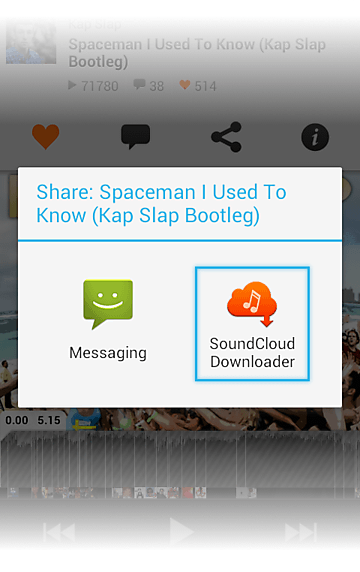 Kap Slap
Spaceman I Used To Know (Kap Slap
Bootleg)
71780 38 514
Share: Spaceman I Used To
Know (Kap Slap Bootleg)
Messaging
SoundCloud
Downloader
0.00 5.15